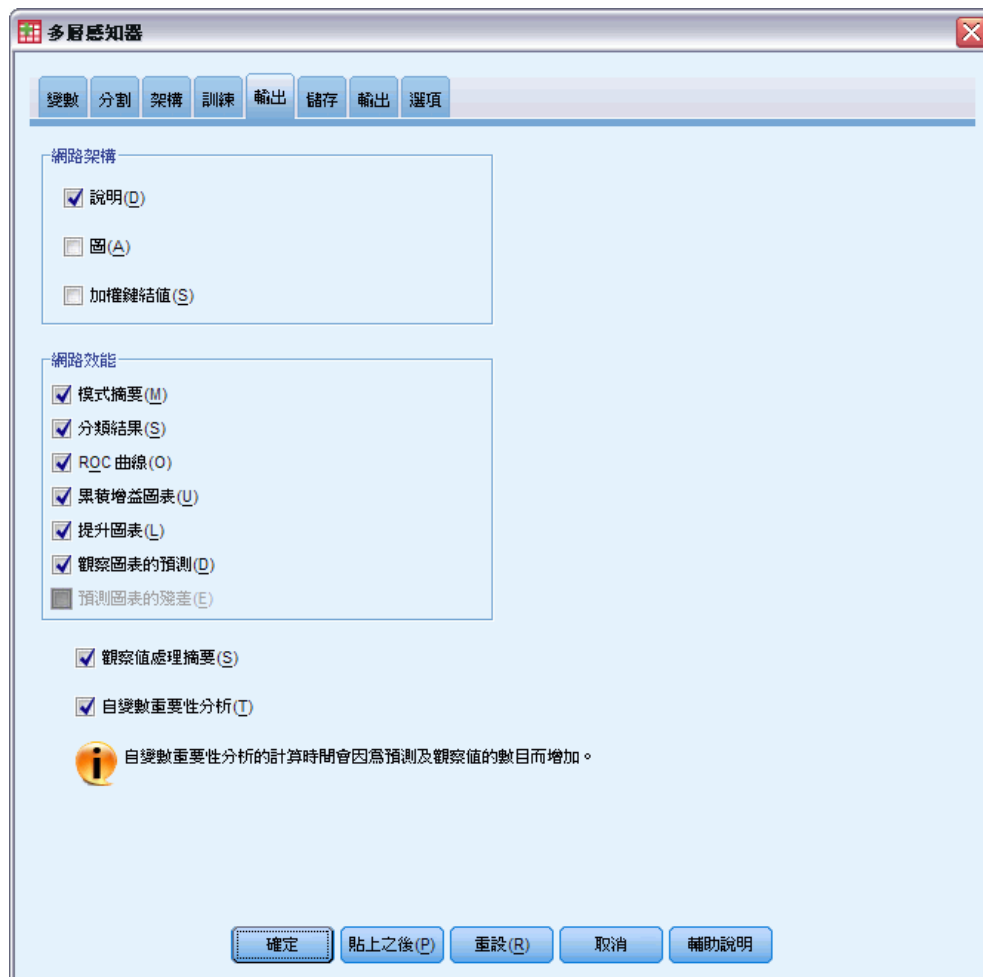 多層感知器
變數 分割 架構 訓練 輸出 儲存 輸出 選項
網路架構
說明(D)
圖(A)
加權鍵結值(S)
網路效能
模式摘要(M)
分類結果(S)
ROC 曲線(O)
累積增益圖表(U)
提升圖表(L)
觀察圖表的預測(D)
預測圖表的殘差(E)
觀察值處理摘要(S)
自變數重要性分析(T)
自變數重要性分析的計算時間會因為預測及觀察值的數目而增加。
確定 貼上之後(P) 重設(R) 取消 輔助說明